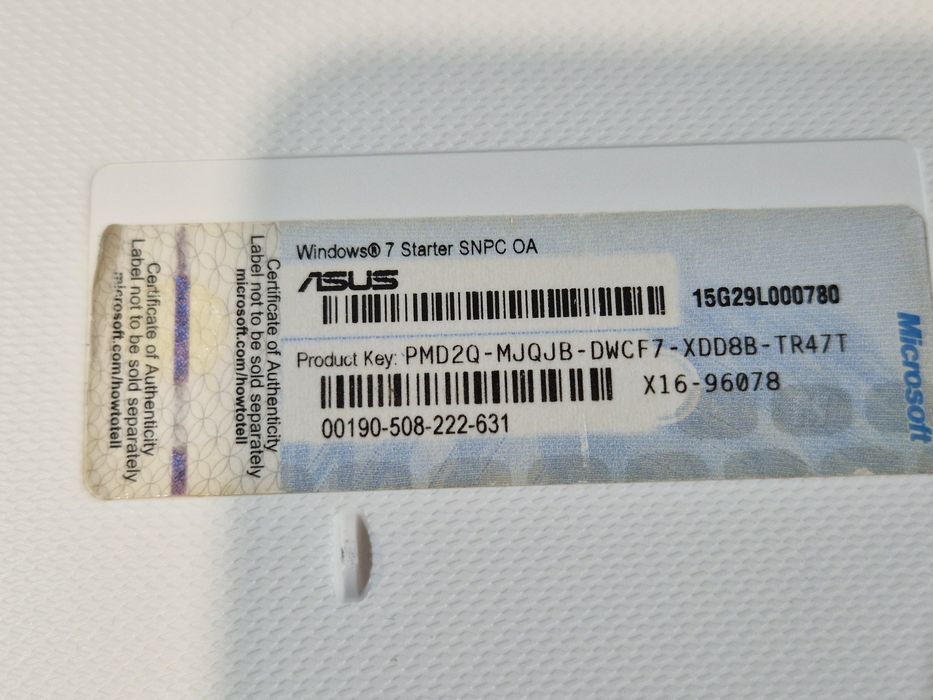 Certificate of Authenticity
Label not to be sold separately
microsoft.com/howtotell
Certificate of Authenticity
Label not to be sold separately
microsoft.com/howtotell
Windows® 7 Starter SNPC OA
ASUS
15G29L000780
Product Key: PMD2Q-MJQJB-DWCF7-XDD8B-TR47T
X16-96078
00190-508-222-631
Microsoft